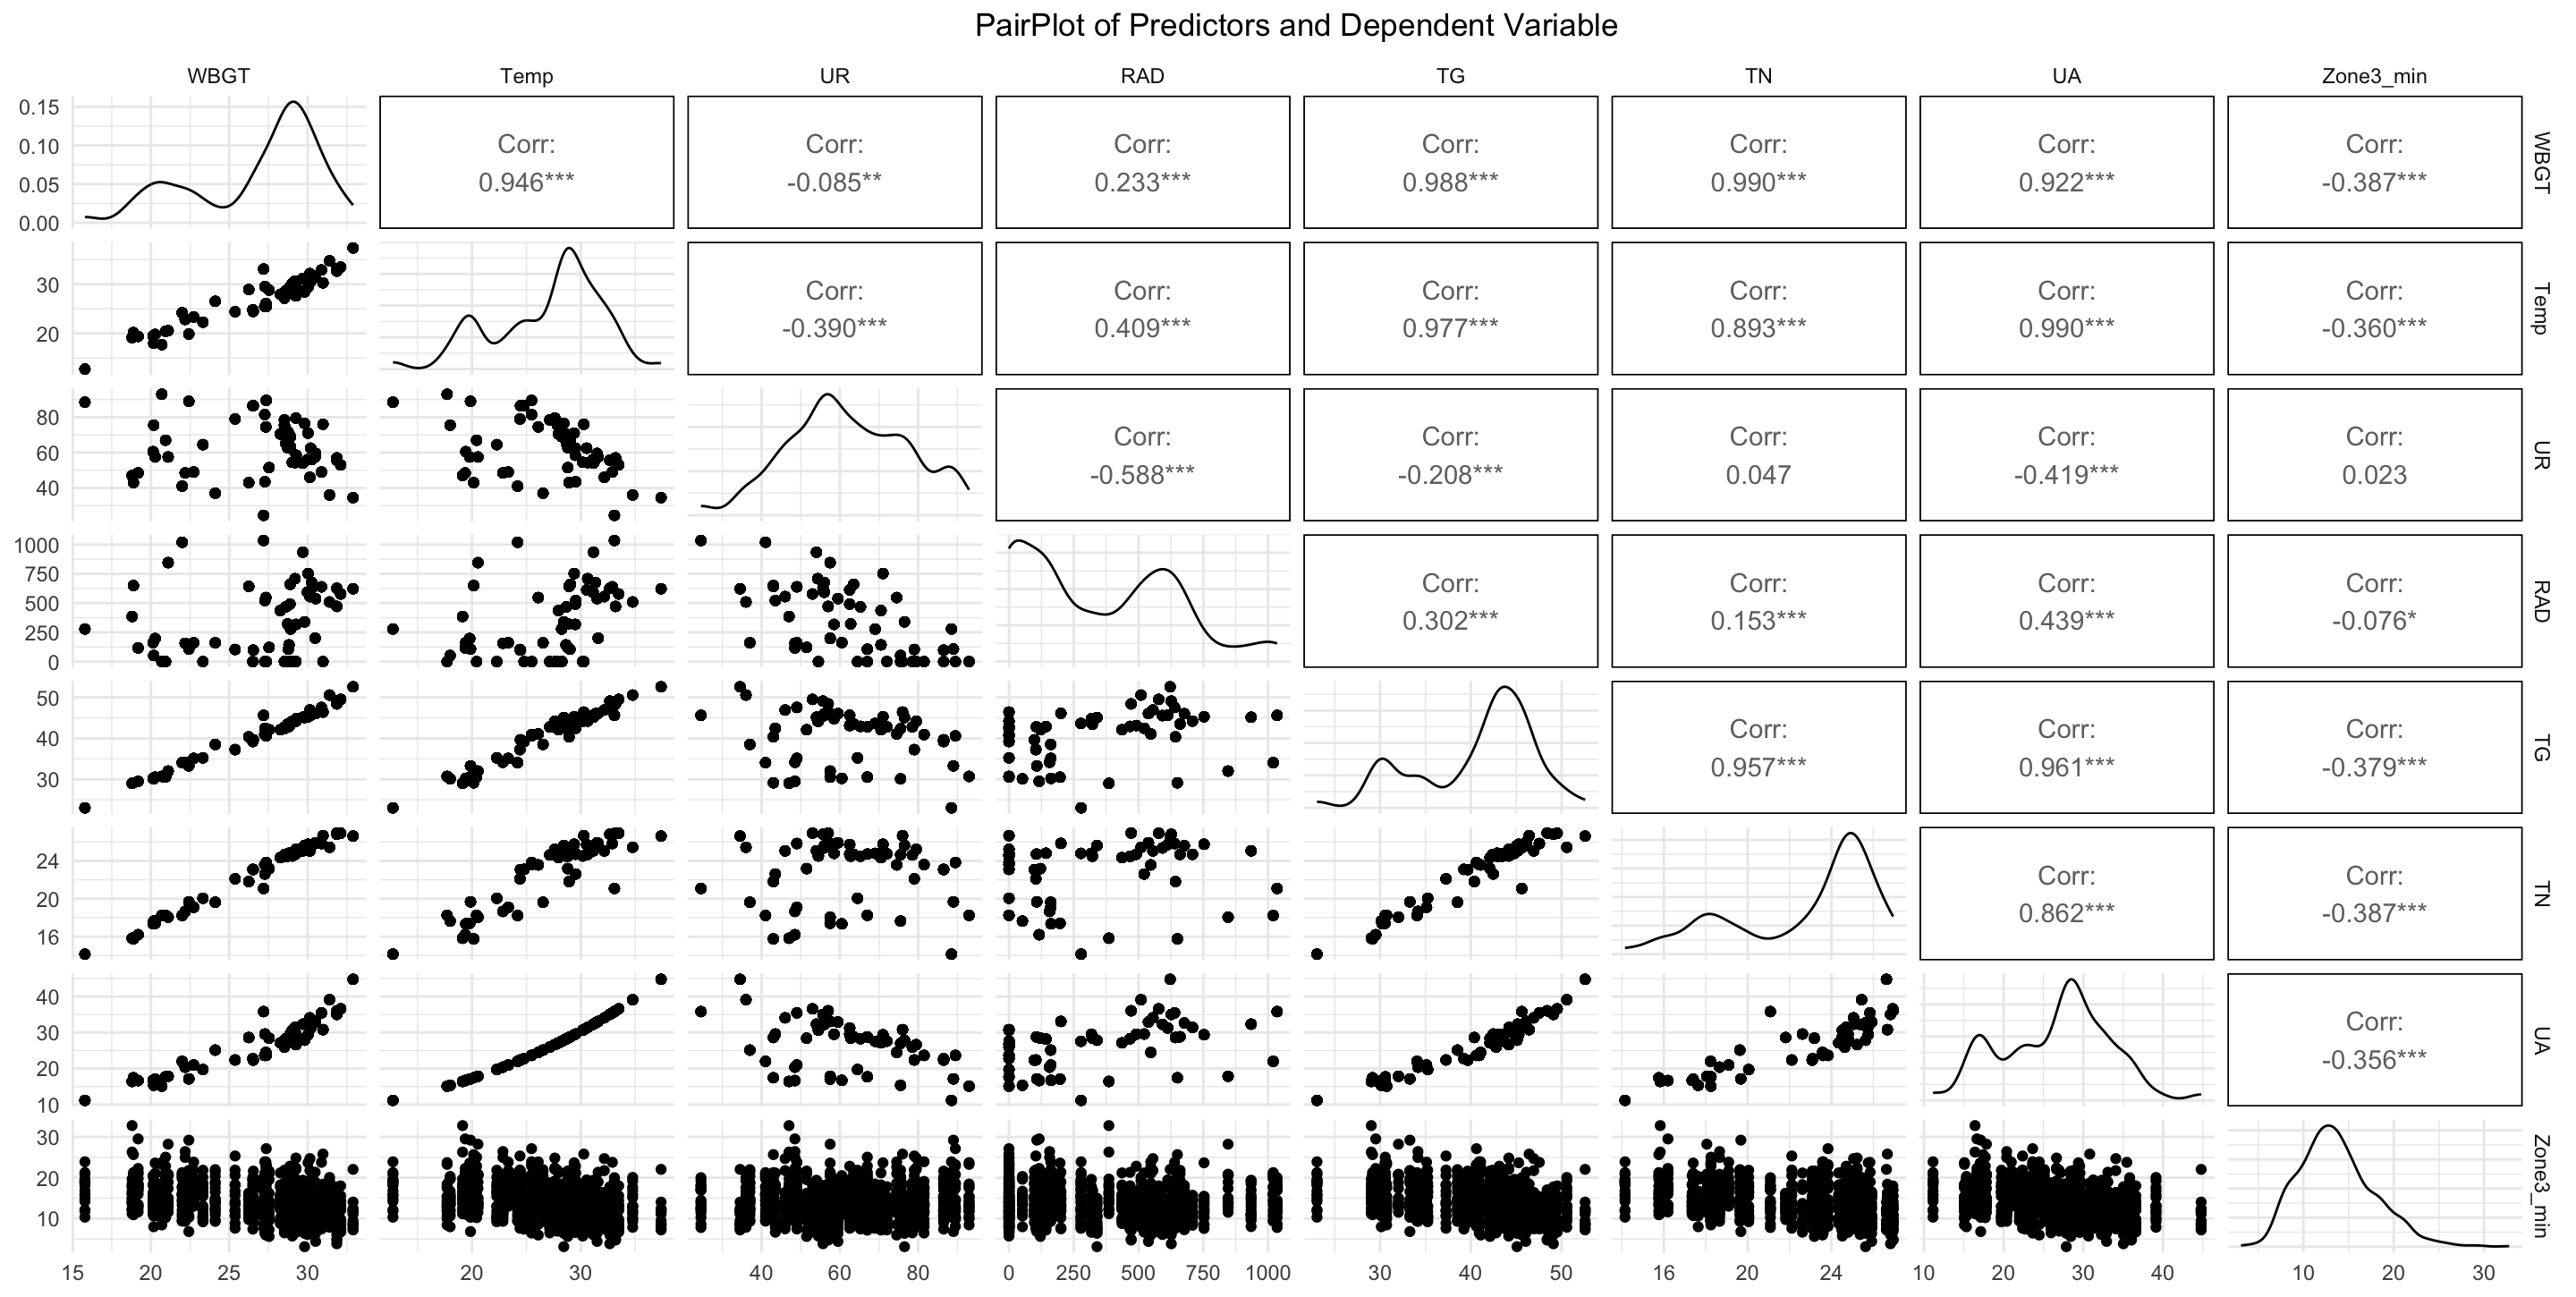 PairPlot of Predictors and Dependent Variable
WBGT Temp UR RAD TG TN UA Zone3_min
0.15
0.10
0.05
0.00
Corr: Corr: Corr: Corr: Corr: Corr: Corr:
0.946*** -0.085** 0.233*** 0.988*** 0.990*** 0.922*** -0.387***
WBGT
30
20
Corr: Corr: Corr: Corr: Corr: Corr:
-0.390*** 0.409*** 0.977*** 0.893*** 0.990*** -0.360***
Temp
80
60
40
Corr: Corr: Corr: Corr: Corr:
-0.588*** -0.208*** 0.047 -0.419*** 0.023
UR
1000
750
500
250
0
Corr: Corr: Corr: Corr:
0.302*** 0.153*** 0.439*** -0.076*
RAD
50
40
30
Corr: Corr: Corr:
0.957*** 0.961*** -0.379***
TG
24
20
16
Corr: Corr:
0.862*** -0.387***
TN
40
30
20
10
Corr:
-0.356***
UA
30
20
10
Zone3_min
15 20 25 30 20 30 40 60 80 0 250 500 750 1000 30 40 50 16 20 24 10 20 30 40 10 20 30